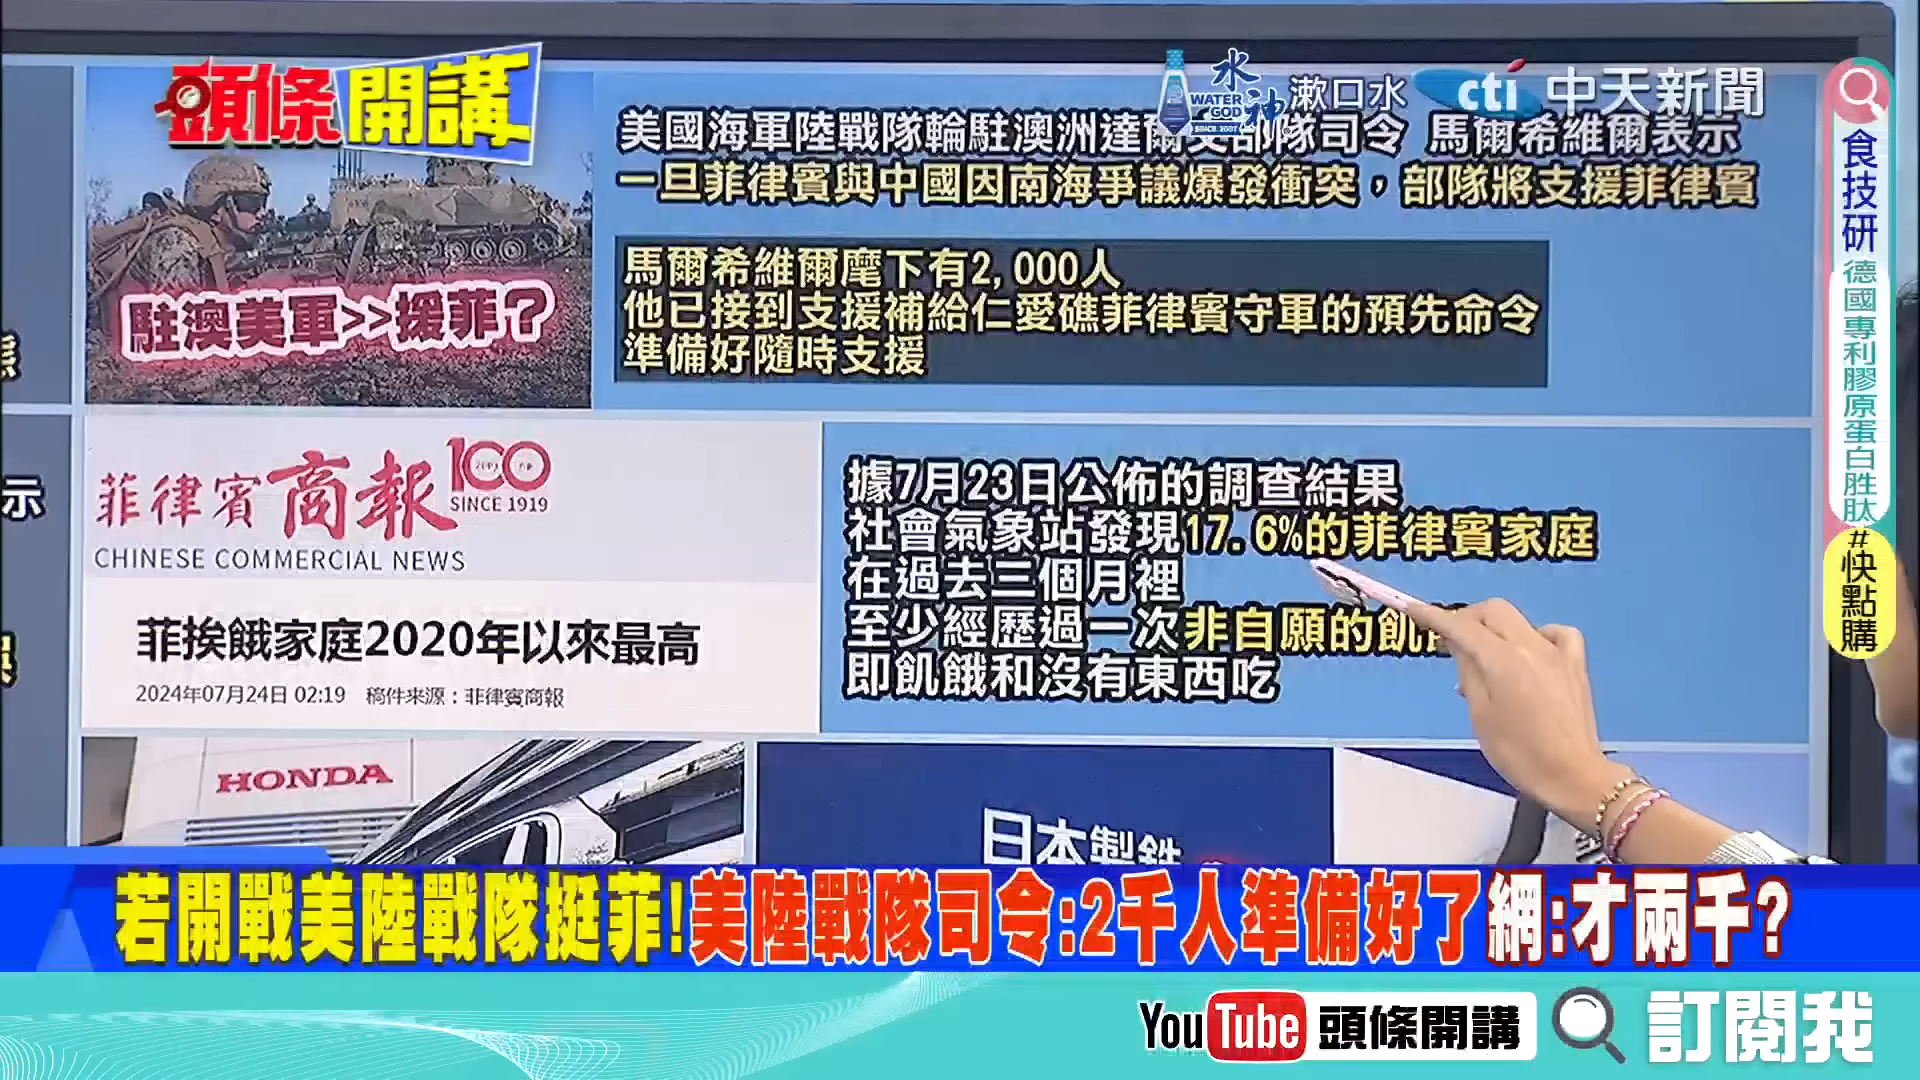 頭條開講
水神
WATER GOD
SINCE 2007
漱口水
cti 中天新聞
美國海軍陸戰隊輪駐澳洲達爾文部隊司令 馬爾希維爾表示
一旦菲律賓與中國因南海爭議爆發衝突，部隊將支援菲律賓
駐澳美軍>>援菲?
馬爾希維爾麾下有2,000人
他已接到支援補給仁愛礁菲律賓守軍的預先命令
準備好隨時支援
菲律賓商報 100
SINCE 1919
CHINESE COMMERCIAL NEWS
菲挨餓家庭2020年以來最高
2024年07月24日 02:19 稿件來源：菲律賓商報
據7月23日公佈的調查結果
社會氣象站發現17.6%的菲律賓家庭
在過去三個月裡
至少經歷過一次非自願的飢
即飢餓和沒有東西吃
示
HONDA
日本製鉄
食技研
德國專利膠原蛋白胜肽
#快點購
若開戰美陸戰隊挺菲!美陸戰隊司令:2千人準備好了網:才兩千?
YouTube 頭條開講
訂閱我